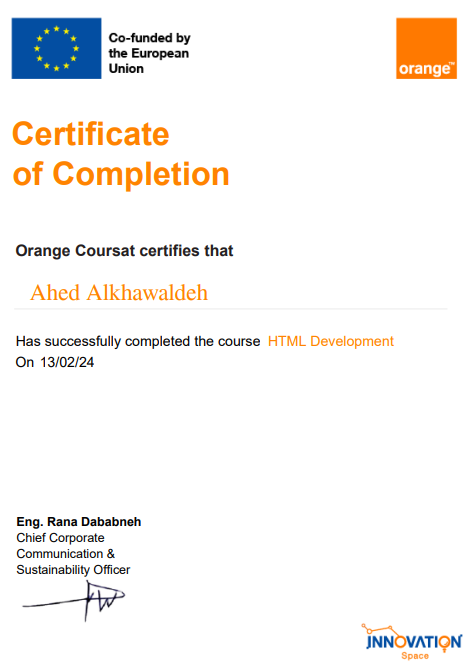 Co-funded by
the European
Union
orange™
Certificate
of Completion
Orange Coursat certifies that
Ahed Alkhawaldeh
Has successfully completed the course HTML Development
On 13/02/24
Eng. Rana Dababneh
Chief Corporate
Communication &
Sustainability Officer
INNOVATION
Space